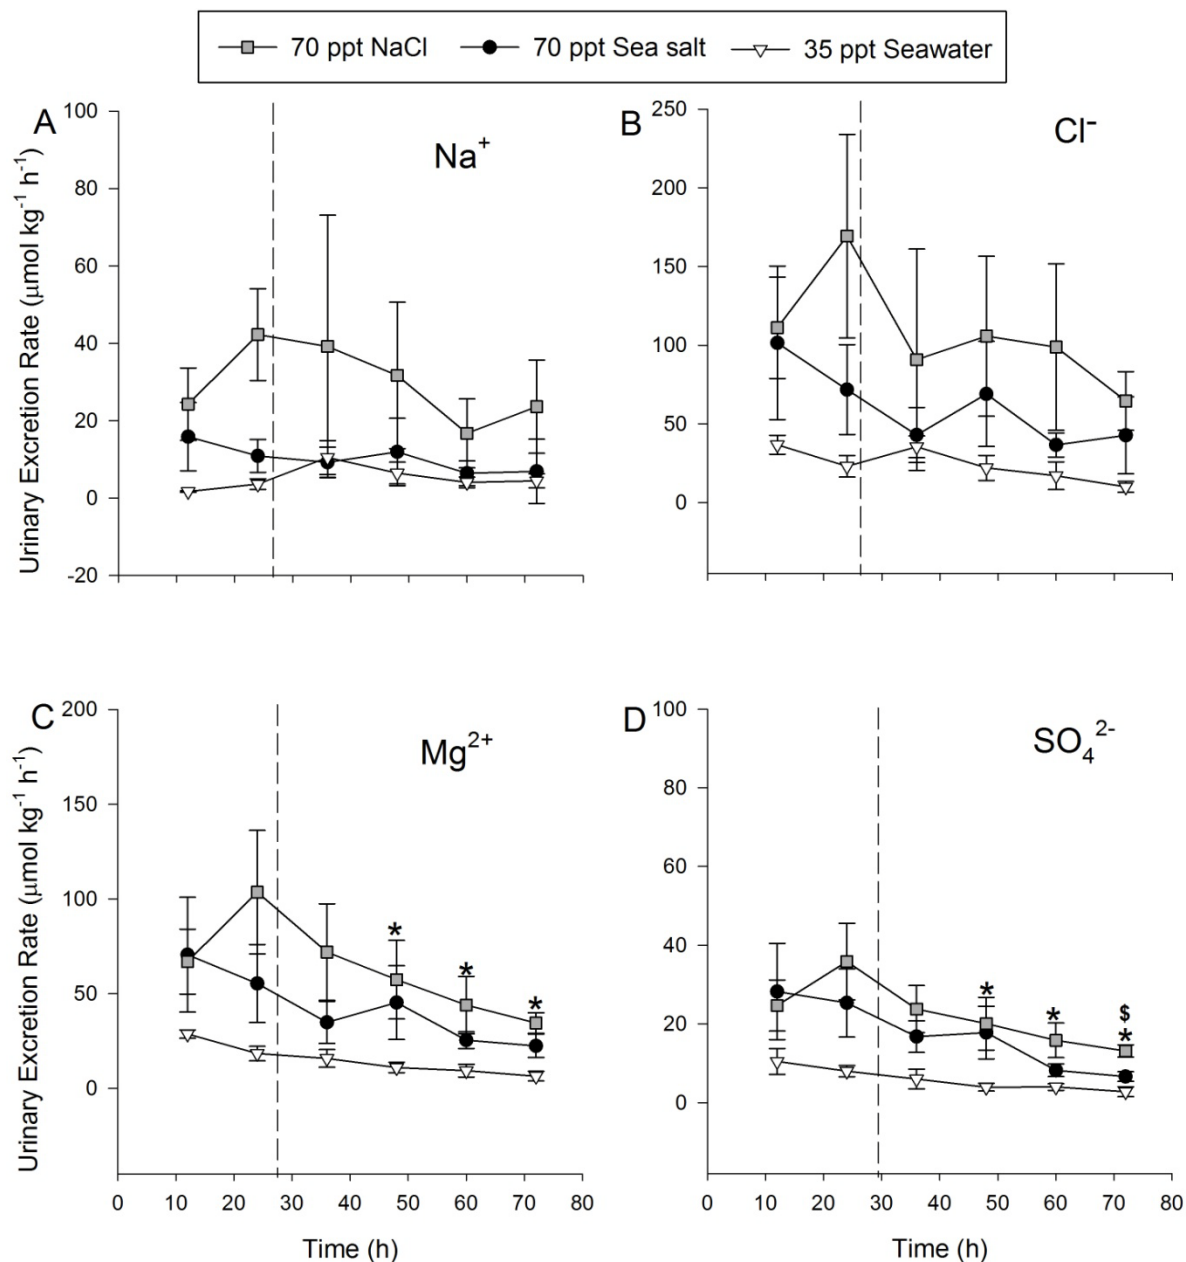 70 ppt NaCl 70 ppt Sea salt 35 ppt Seawater
A
Na⁺
Urinary Excretion Rate (μmol kg⁻¹ h⁻¹)
100
80
60
40
20
0
-20
B
Cl⁻
250
200
150
100
50
0
C
Mg²⁺
Urinary Excretion Rate (μmol kg⁻¹ h⁻¹)
200
150
100
50
0
* * *
0 10 20 30 40 50 60 70 80
Time (h)
D
SO₄²⁻
100
80
60
40
20
0
$
* * *
0 10 20 30 40 50 60 70 80
Time (h)